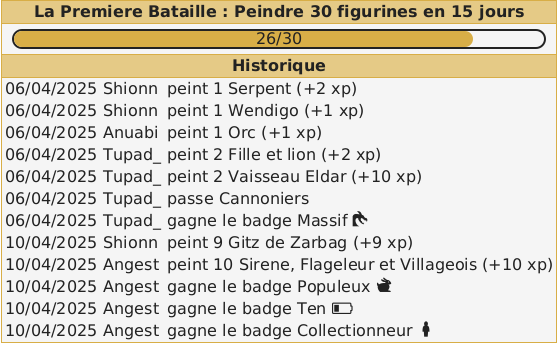 La Premiere Bataille : Peindre 30 figurines en 15 jours
26/30
Historique
06/04/2025 Shionn peint 1 Serpent (+2 xp)
06/04/2025 Shionn peint 1 Wendigo (+1 xp)
06/04/2025 Anuabi peint 1 Orc (+1 xp)
06/04/2025 Tupad_ peint 2 Fille et lion (+2 xp)
06/04/2025 Tupad_ peint 2 Vaisseau Eldar (+10 xp)
06/04/2025 Tupad_ passe Cannoniers
06/04/2025 Tupad_ gagne le badge Massif
10/04/2025 Shionn peint 9 Gitz de Zarbag (+9 xp)
10/04/2025 Angest peint 10 Sirene, Flageleur et Villageois (+10 xp)
10/04/2025 Angest gagne le badge Populeux
10/04/2025 Angest gagne le badge Ten
10/04/2025 Angest gagne le badge Collectionneur